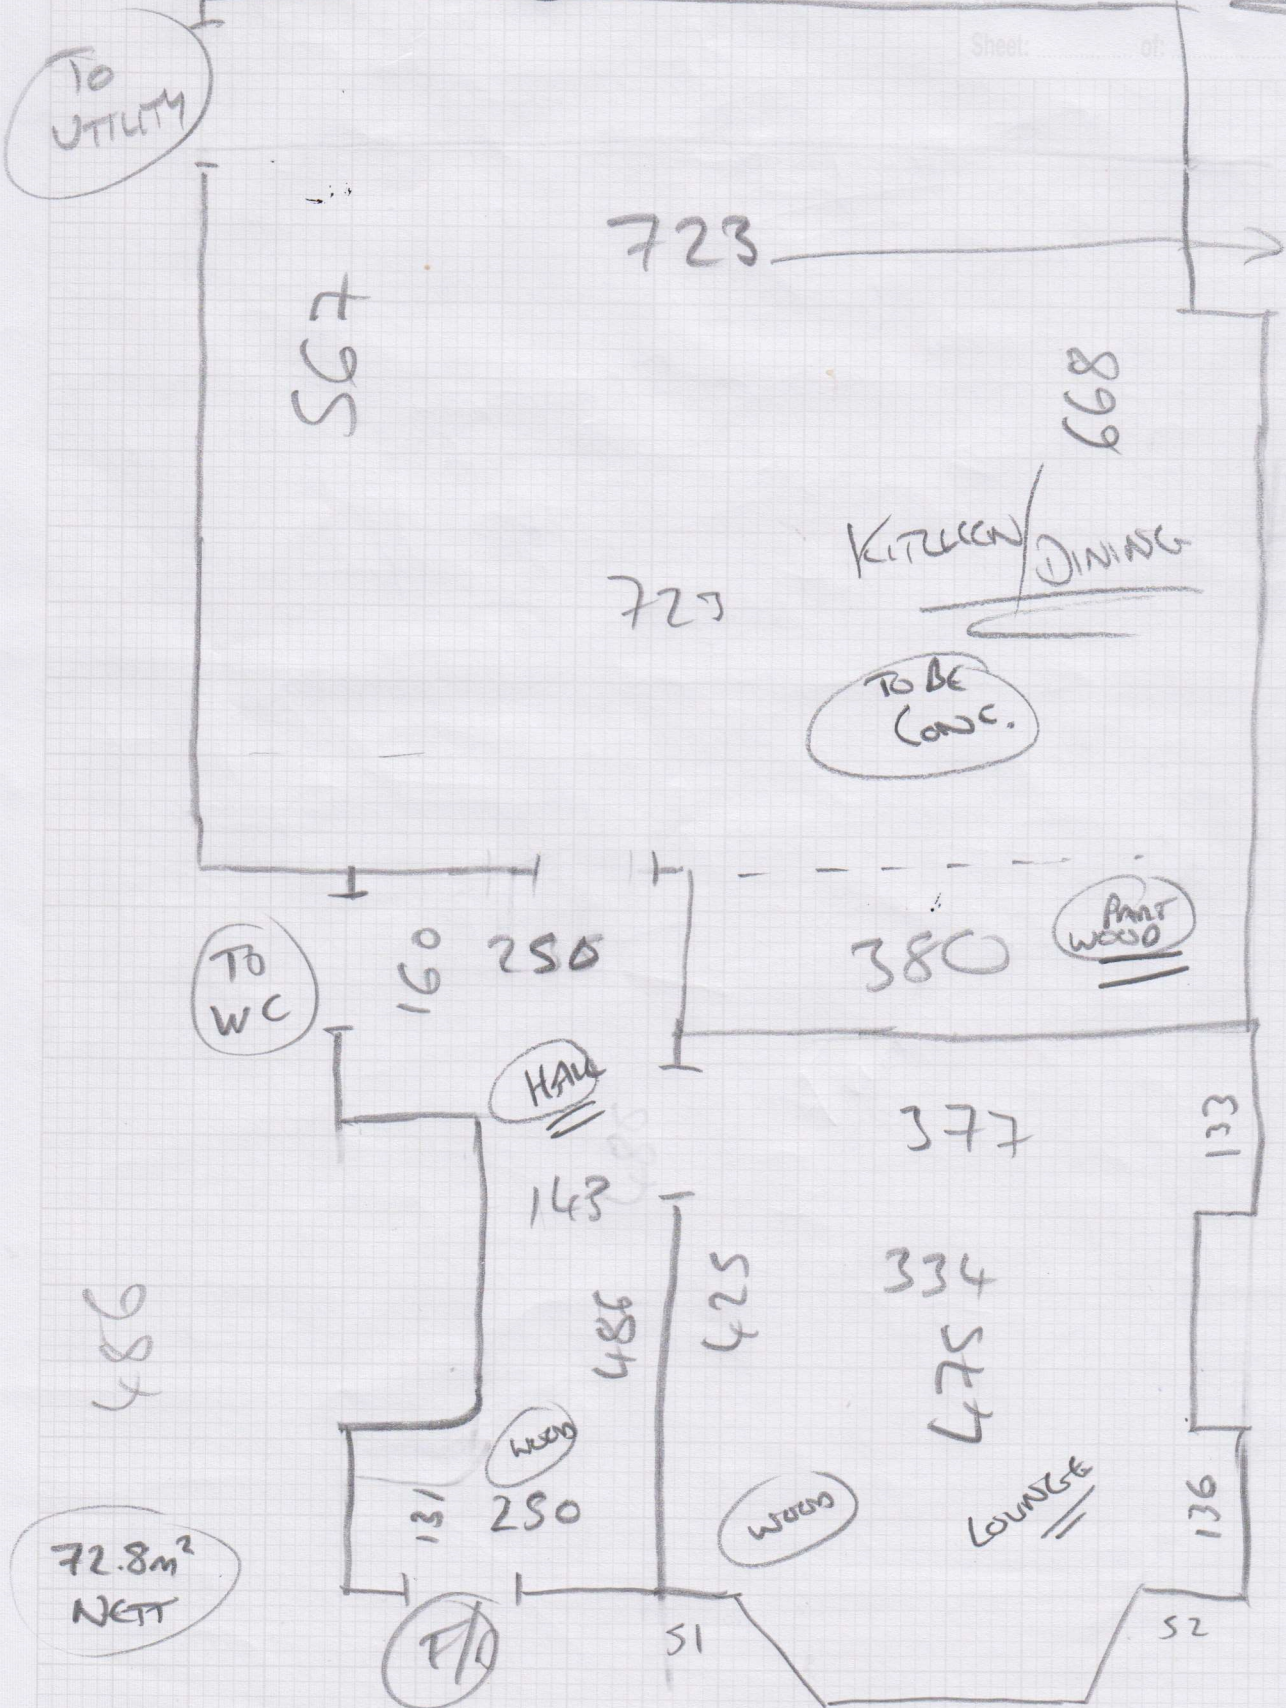 Sheet: of:
TO
UTILITY
723
567
668
KITCHEN/DINING
723
TO BE
CONC.
TO
WC
160
250
380
PART
WOOD
HALL
377
133
143
486
425
334
475
486
WOOD
131
250
WOOD
LOUNGE
136
72.8m²
NETT
F/D
51
52